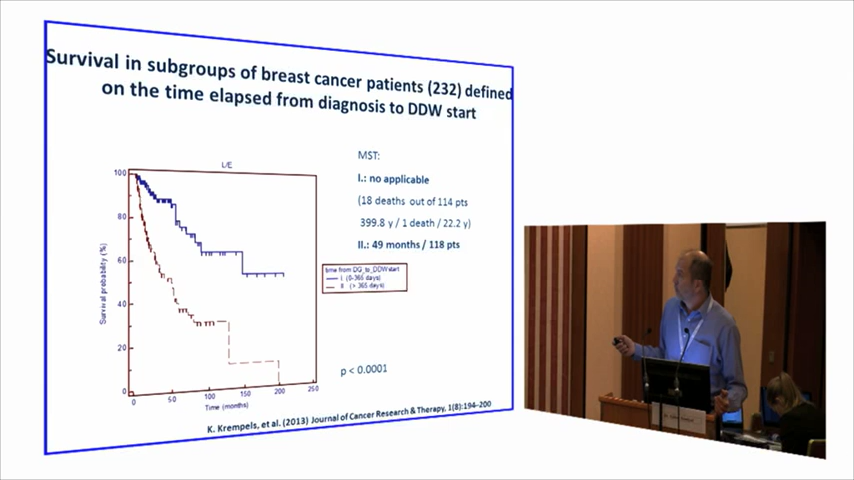 Survival in subgroups of breast cancer patients (232) defined
on the time elapsed from diagnosis to DDW start
L/E
MST:
I.: no applicable
(18 deaths out of 114 pts
399.8 y / 1 death / 22.2 y)
II.: 49 months / 118 pts
Survival probability (%)
100
80
60
40
20
0
time from DG_to_DDWstart
I (0-365 days)
II (> 365 days)
p < 0.0001
0 50 100 150 200 250
Time (months)
K. Krempels, et al. (2013) Journal of Cancer Research & Therapy, 1(8):194-200